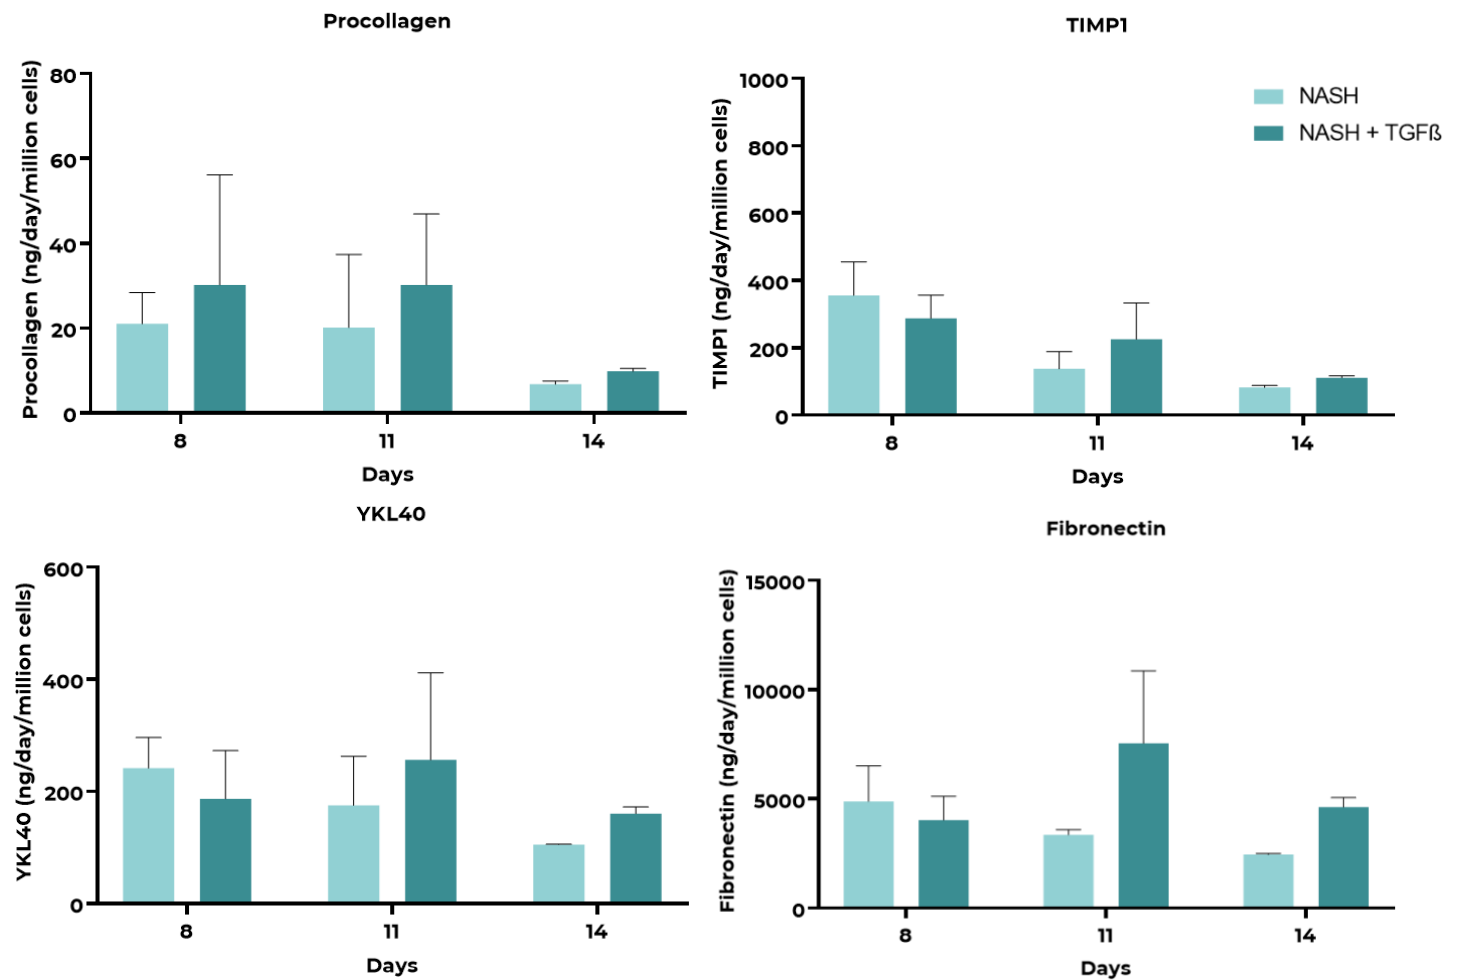 Procollagen
Procollagen (ng/day/million cells)
80
60
40
20
0
8
11
14
Days
TIMP1
TIMP1 (ng/day/million cells)
1000
800
600
400
200
0
8
11
14
Days
NASH
NASH + TGFß
YKL40
YKL40 (ng/day/million cells)
600
400
200
0
8
11
14
Days
Fibronectin
Fibronectin (ng/day/million cells)
15000
10000
5000
0
8
11
14
Days